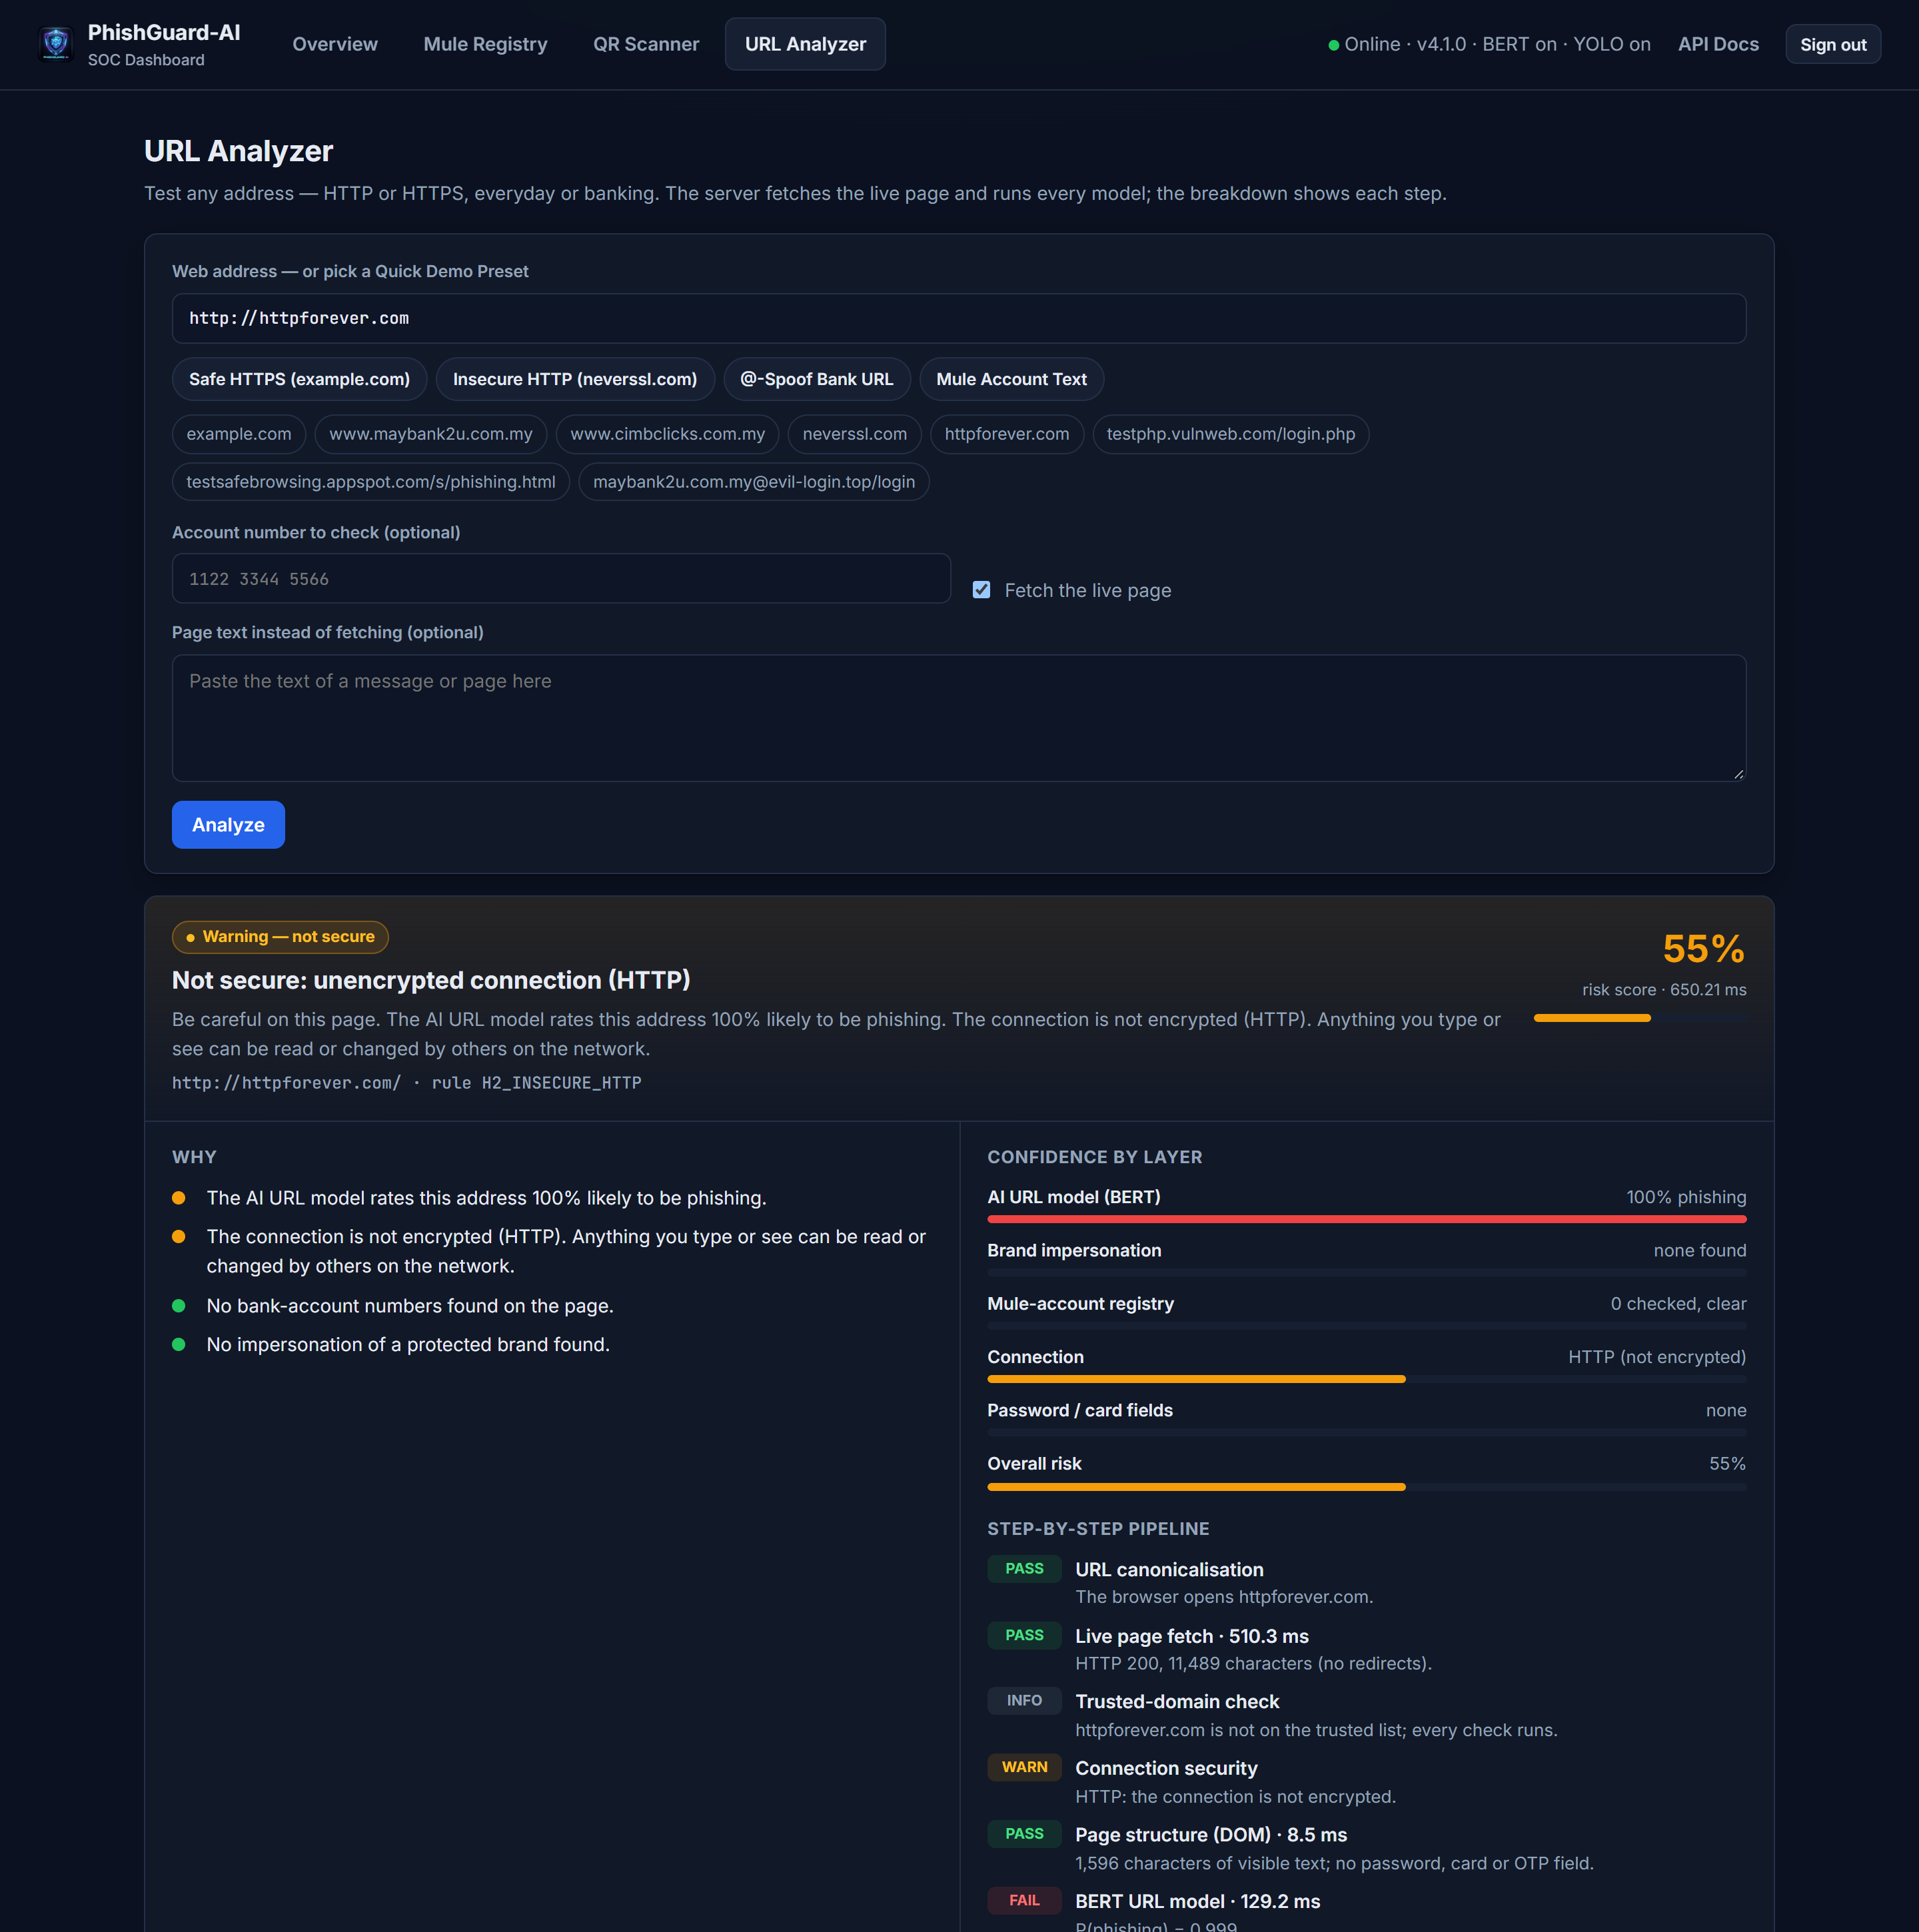 PhishGuard-AI
SOC Dashboard
Overview
Mule Registry
QR Scanner
URL Analyzer
Online · v4.1.0 · BERT on · YOLO on
API Docs
Sign out
URL Analyzer
Test any address — HTTP or HTTPS, everyday or banking. The server fetches the live page and runs every model; the breakdown shows each step.
Web address — or pick a Quick Demo Preset
http://httpforever.com
Safe HTTPS (example.com)
Insecure HTTP (neverssl.com)
@-Spoof Bank URL
Mule Account Text
example.com
www.maybank2u.com.my
www.cimbclicks.com.my
neverssl.com
httpforever.com
testphp.vulnweb.com/login.php
testsafebrowsing.appspot.com/s/phishing.html
maybank2u.com.my@evil-login.top/login
Account number to check (optional)
1122 3344 5566
Fetch the live page
Page text instead of fetching (optional)
Paste the text of a message or page here
Analyze
Warning — not secure
55%
Not secure: unencrypted connection (HTTP)
risk score · 650.21 ms
Be careful on this page. The AI URL model rates this address 100% likely to be phishing. The connection is not encrypted (HTTP). Anything you type or
see can be read or changed by others on the network.
http://httpforever.com/ · rule H2_INSECURE_HTTP
WHY
The AI URL model rates this address 100% likely to be phishing.
The connection is not encrypted (HTTP). Anything you type or see can be read or
changed by others on the network.
No bank-account numbers found on the page.
No impersonation of a protected brand found.
CONFIDENCE BY LAYER
AI URL model (BERT)
100% phishing
Brand impersonation
none found
Mule-account registry
0 checked, clear
Connection
HTTP (not encrypted)
Password / card fields
none
Overall risk
55%
STEP-BY-STEP PIPELINE
PASS
URL canonicalisation
The browser opens httpforever.com.
PASS
Live page fetch · 510.3 ms
HTTP 200, 11,489 characters (no redirects).
INFO
Trusted-domain check
httpforever.com is not on the trusted list; every check runs.
WARN
Connection security
HTTP: the connection is not encrypted.
PASS
Page structure (DOM) · 8.5 ms
1,596 characters of visible text; no password, card or OTP field.
FAIL
BERT URL model · 129.2 ms
P(phishing) = 0.999